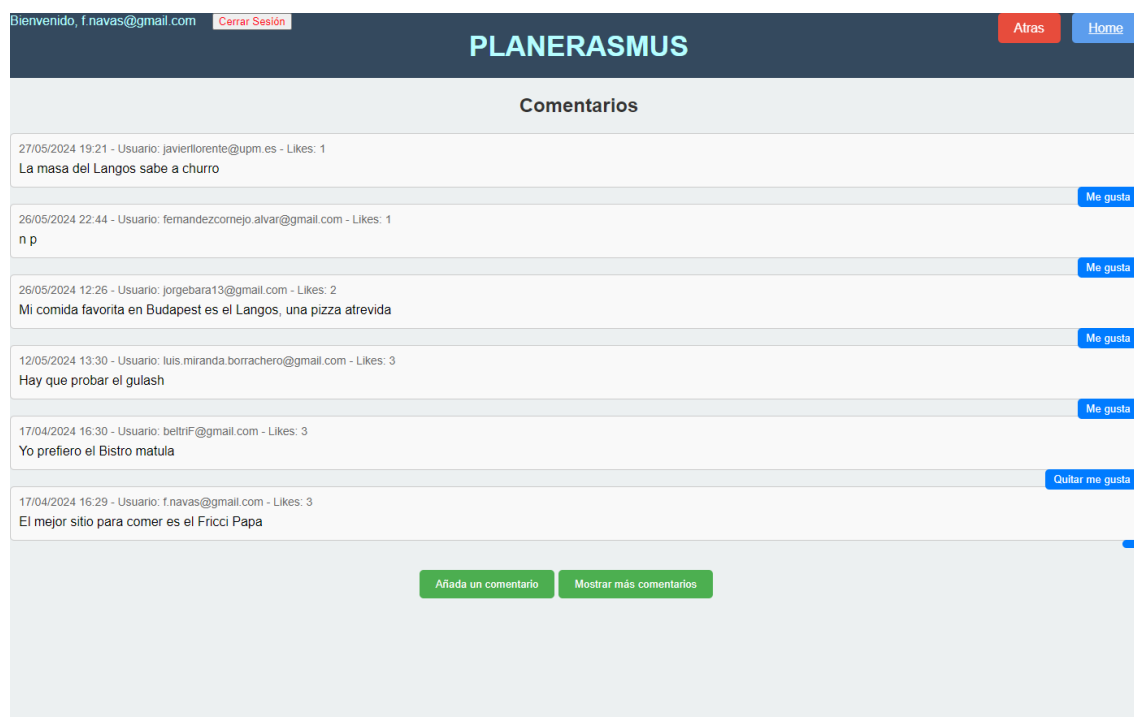 Bienvenido, f.navas@gmail.com Cerrar Sesión
PLANERASMUS
Atras Home
Comentarios
27/05/2024 19:21 - Usuario: javierllorente@upm.es - Likes: 1
La masa del Langos sabe a churro
Me gusta
26/05/2024 22:44 - Usuario: fernandezcornejo.alvar@gmail.com - Likes: 1
n p
Me gusta
26/05/2024 12:26 - Usuario: jorgebara13@gmail.com - Likes: 2
Mi comida favorita en Budapest es el Langos, una pizza atrevida
Me gusta
12/05/2024 13:30 - Usuario: luis.miranda.borrachero@gmail.com - Likes: 3
Hay que probar el gulash
Me gusta
17/04/2024 16:30 - Usuario: beltriF@gmail.com - Likes: 3
Yo prefiero el Bistro matula
Quitar me gusta
17/04/2024 16:29 - Usuario: f.navas@gmail.com - Likes: 3
El mejor sitio para comer es el Fricci Papa
Añada un comentario Mostrar más comentarios